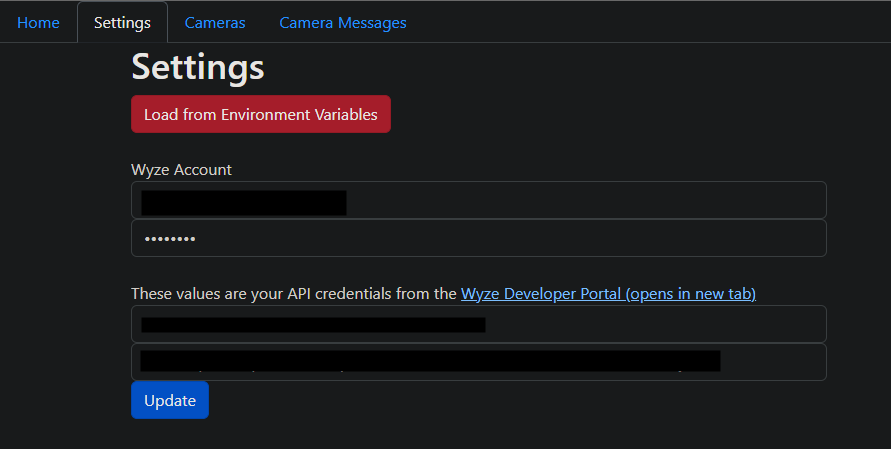 Home Settings Cameras Camera Messages
Settings
Load from Environment Variables
Wyze Account
••••••••
These values are your API credentials from the Wyze Developer Portal (opens in new tab)
Update